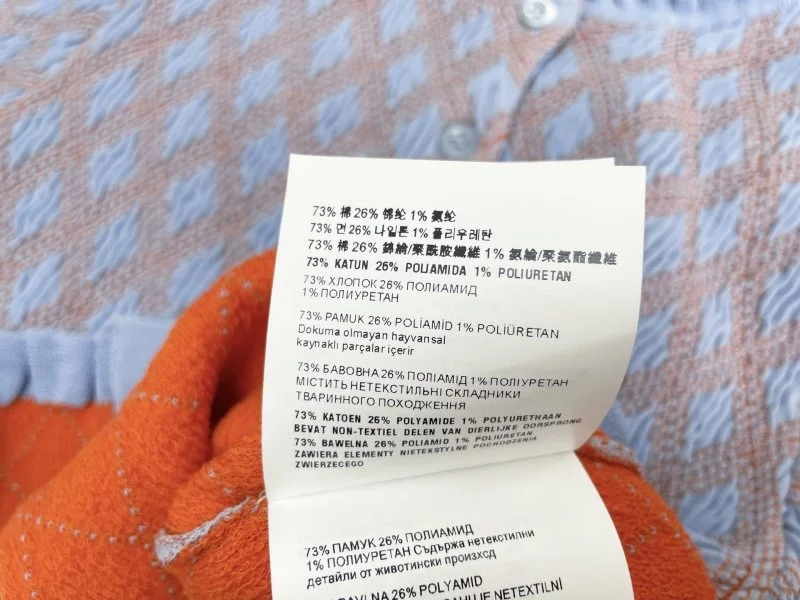 73% 棉 26% 锦纶 1% 氨纶
73% 면 26% 나일론 1% 폴리우레탄
73% 棉 26% 錦綸/聚酰胺纖維 1% 氨綸/聚氨酯纖維
73% KATUN 26% POLIAMIDA 1% POLIURETAN
73% ХЛОПОК 26% ПОЛИАМИД
1% ПОЛИУРЕТАН
73% PAMUK 26% POLİAMİD 1% POLİÜRETAN
Dokuma olmayan hayvansal
kaynaklı parçalar içerir
73% БАВОВНА 26% ПОЛІАМІД 1% ПОЛІУРЕТАН
МІСТИТЬ НЕТЕКСТИЛЬНІ СКЛАДНИКИ
ТВАРИННОГО ПОХОДЖЕННЯ
73% KATOEN 26% POLYAMIDE 1% POLYURETHAAN
BEVAT NON-TEXTIEL DELEN VAN DIERLIJKE OORSPRONG
73% BAWELNA 26% POLIAMID 1% POLIURETAN
ZAWIERA ELEMENTY NIETEKSTYLNE POCHODZENIA
ZWIERZECEGO
73% ПАМУК 26% ПОЛИАМИД
1% ПОЛИУРЕТАН Съдържа нетекстилни
детайли от животински произход
26% POLYAMID
NETEXTILNÍ